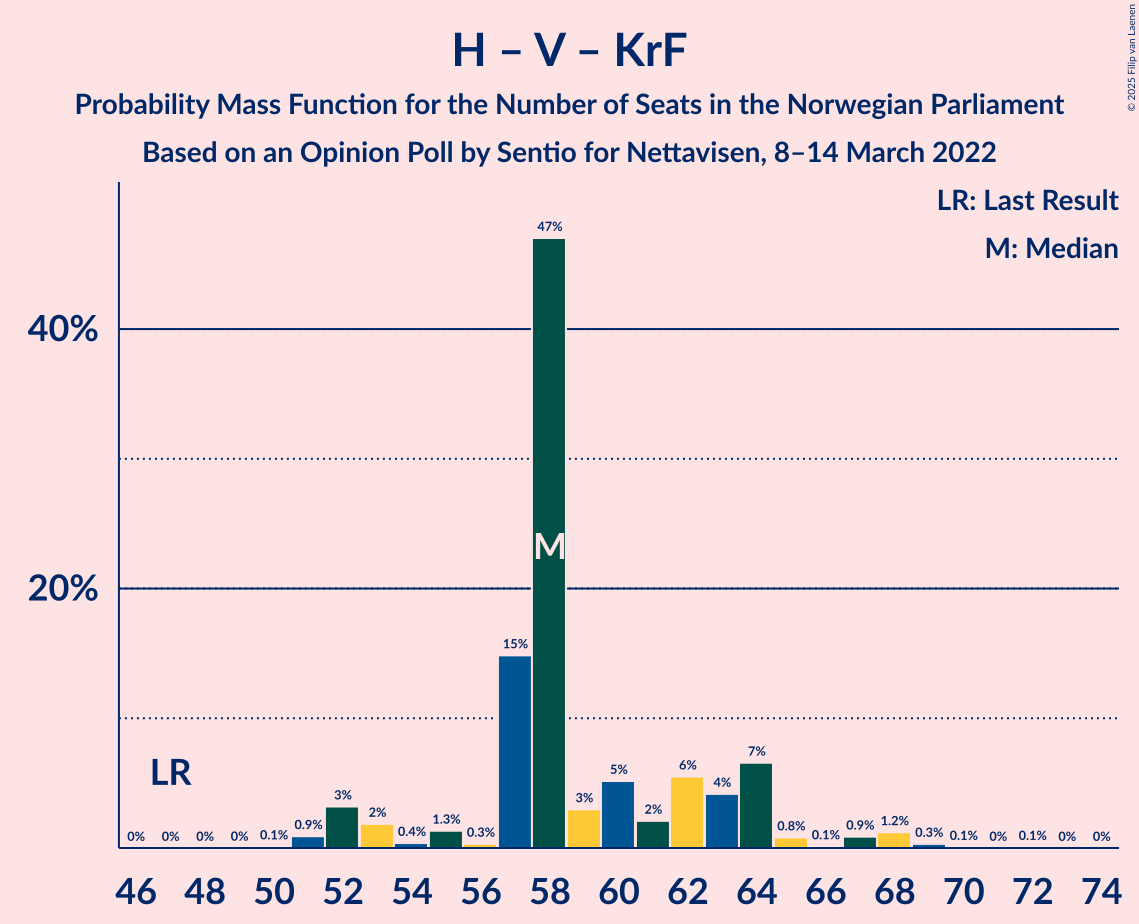 © 2025 Filip van Laenen
H – V – KrF
Probability Mass Function for the Number of Seats in the Norwegian Parliament
Based on an Opinion Poll by Sentio for Nettavisen, 8–14 March 2022
LR: Last Result
M: Median
40%
20%
LR
M
0% 0% 0% 0% 0.1% 0.9% 3% 2% 0.4% 1.3% 0.3% 15% 47% 3% 5% 2% 6% 4% 7% 0.8% 0.1% 0.9% 1.2% 0.3% 0.1% 0% 0.1% 0% 0%
46 48 50 52 54 56 58 60 62 64 66 68 70 72 74